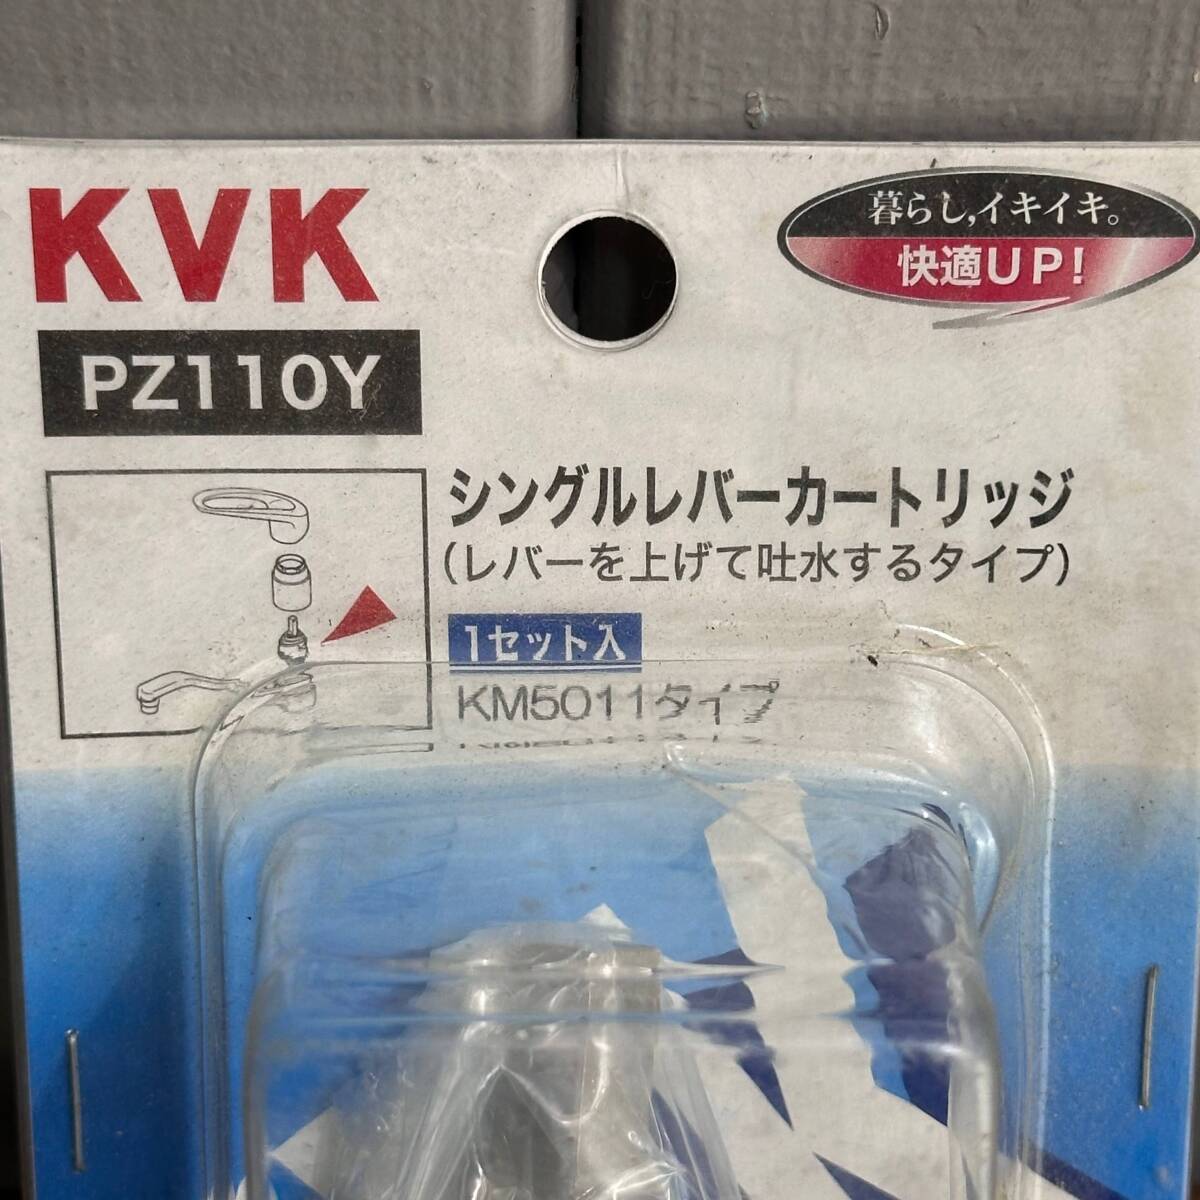 KVK
暮らし,イキイキ。
快適UP!
PZ110Y
シングルレバーカートリッジ
(レバーを上げて吐水するタイプ)
1セット入
KM5011タイプ